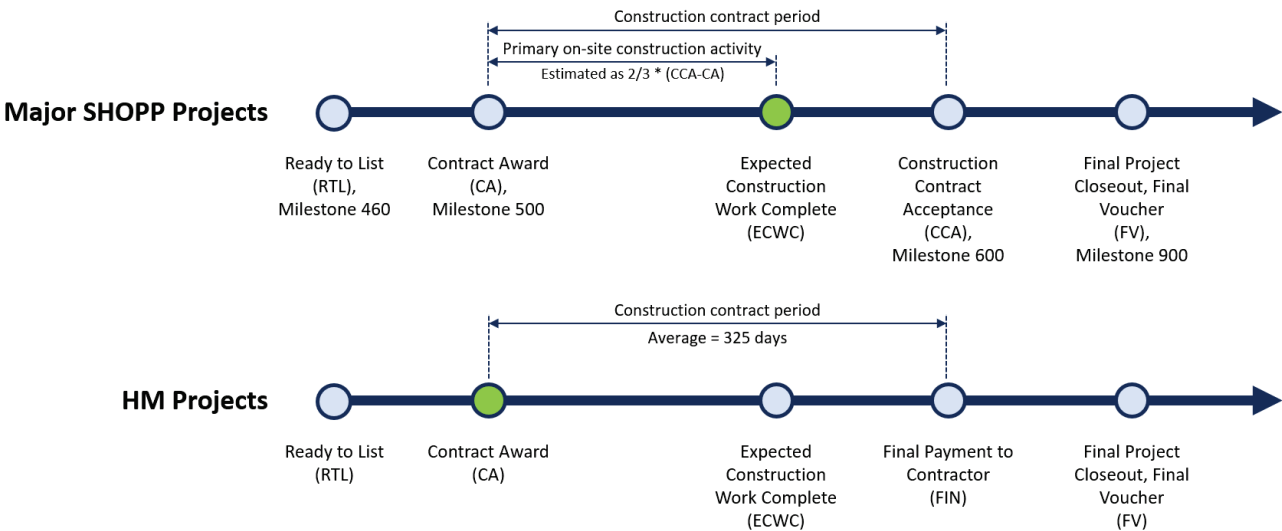 Construction contract period
Primary on-site construction activity
Estimated as 2/3 * (CCA-CA)
Major SHOPP Projects
Ready to List
(RTL),
Milestone 460
Contract Award
(CA),
Milestone 500
Expected
Construction
Work Complete
(ECWC)
Construction
Contract
Acceptance
(CCA),
Milestone 600
Final Project
Closeout, Final
Voucher
(FV),
Milestone 900
Construction contract period
Average = 325 days
HM Projects
Ready to List
(RTL)
Contract Award
(CA)
Expected
Construction
Work Complete
(ECWC)
Final Payment to
Contractor
(FIN)
Final Project
Closeout, Final
Voucher
(FV)